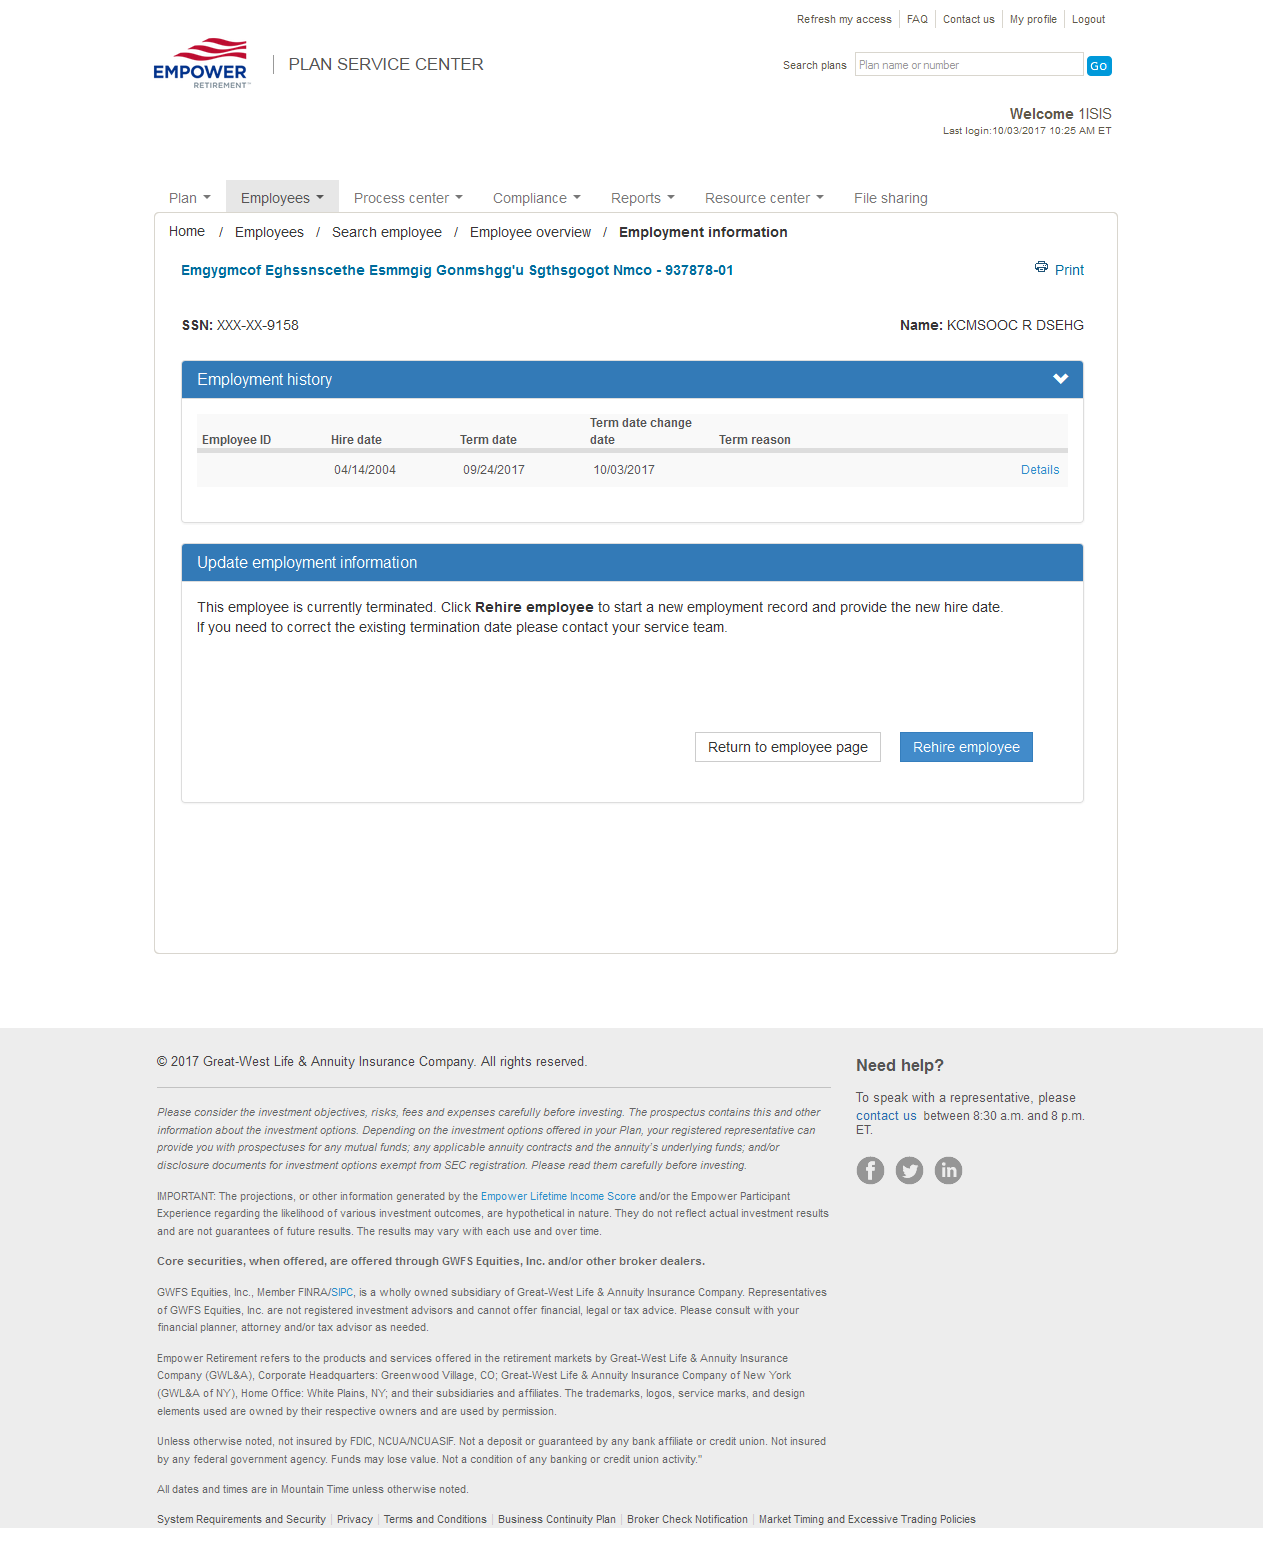 Refresh my access FAQ Contact us My profile Logout
EMPOWER
RETIREMENT™
PLAN SERVICE CENTER
Search plans Plan name or number Go
Welcome 1ISIS
Last login:10/03/2017 10:25 AM ET
Plan Employees Process center Compliance Reports Resource center File sharing
Home / Employees / Search employee / Employee overview / Employment information
Emgygmcof Eghssnscethe Esmmgig Gonmshgg'u Sgthsgogot Nmco - 937878-01
Print
SSN: XXX-XX-9158 Name: KCMSOOC R DSEHG
Employment history
Employee ID Hire date Term date Term date change date Term reason
04/14/2004 09/24/2017 10/03/2017 Details
Update employment information
This employee is currently terminated. Click Rehire employee to start a new employment record and provide the new hire date.
If you need to correct the existing termination date please contact your service team.
Return to employee page Rehire employee
© 2017 Great-West Life & Annuity Insurance Company. All rights reserved.
Please consider the investment objectives, risks, fees and expenses carefully before investing. The prospectus contains this and other
information about the investment options. Depending on the investment options offered in your Plan, your registered representative can
provide you with prospectuses for any mutual funds; any applicable annuity contracts and the annuity's underlying funds; and/or
disclosure documents for investment options exempt from SEC registration. Please read them carefully before investing.
IMPORTANT: The projections, or other information generated by the Empower Lifetime Income Score and/or the Empower Participant
Experience regarding the likelihood of various investment outcomes, are hypothetical in nature. They do not reflect actual investment results
and are not guarantees of future results. The results may vary with each use and over time.
Core securities, when offered, are offered through GWFS Equities, Inc. and/or other broker dealers.
GWFS Equities, Inc., Member FINRA/SIPC, is a wholly owned subsidiary of Great-West Life & Annuity Insurance Company. Representatives
of GWFS Equities, Inc. are not registered investment advisors and cannot offer financial, legal or tax advice. Please consult with your
financial planner, attorney and/or tax advisor as needed.
Empower Retirement refers to the products and services offered in the retirement markets by Great-West Life & Annuity Insurance
Company (GWL&A), Corporate Headquarters: Greenwood Village, CO; Great-West Life & Annuity Insurance Company of New York
(GWL&A of NY), Home Office: White Plains, NY; and their subsidiaries and affiliates. The trademarks, logos, service marks, and design
elements used are owned by their respective owners and are used by permission.
Unless otherwise noted, not insured by FDIC, NCUA/NCUASIF. Not a deposit or guaranteed by any bank affiliate or credit union. Not insured
by any federal government agency. Funds may lose value. Not a condition of any banking or credit union activity."
All dates and times are in Mountain Time unless otherwise noted.
System Requirements and Security Privacy Terms and Conditions Business Continuity Plan Broker Check Notification Market Timing and Excessive Trading Policies
Need help?
To speak with a representative, please
contact us between 8:30 a.m. and 8 p.m.
ET.